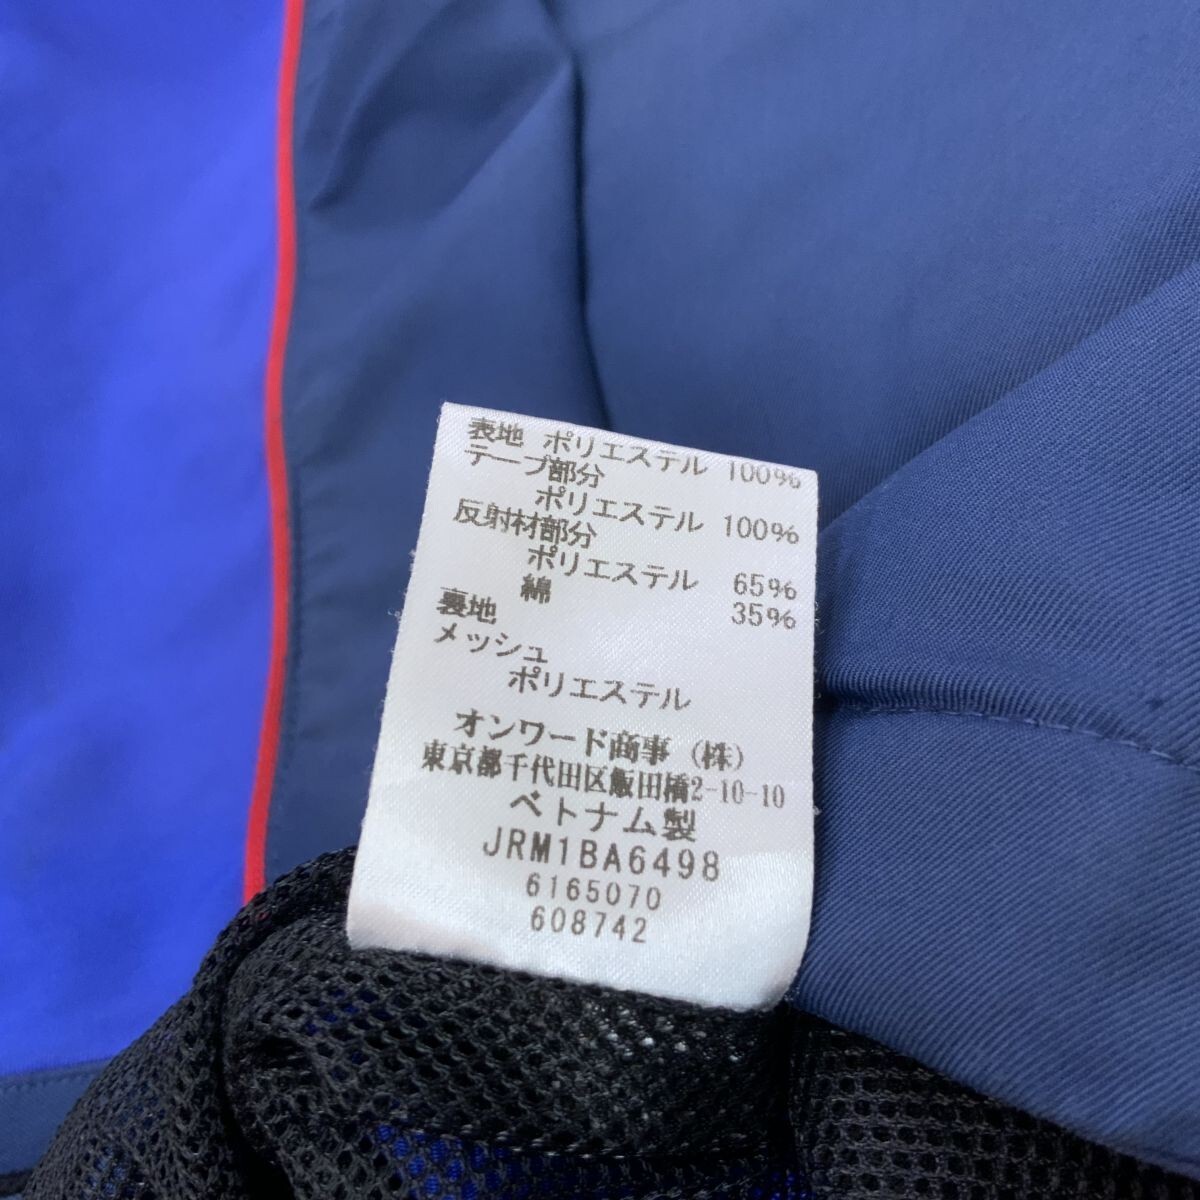 表地 ポリエステル 100%
テープ部分
ポリエステル 100%
反射材部分
ポリエステル 65%
綿 35%
裏地
メッシュ
ポリエステル
オンワード商事(株)
東京都千代田区飯田橋2-10-10
ベトナム製
JRM1BA6498
6165070
608742